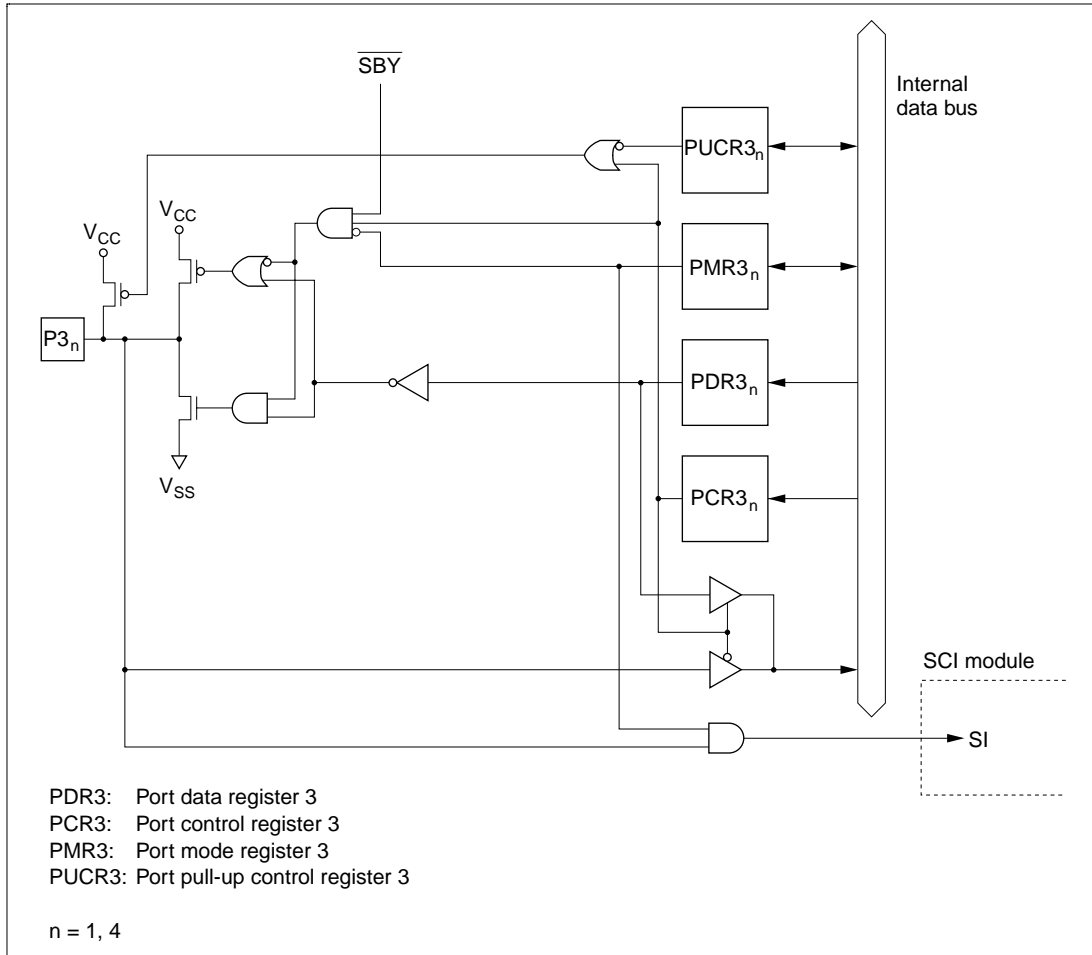 SBY
Internal
data bus
PUCR3n
VCC
VCC
PMR3n
P3n
PDR3n
VSS
PCR3n
SCI module
SI
PDR3: Port data register 3
PCR3: Port control register 3
PMR3: Port mode register 3
PUCR3: Port pull-up control register 3
n = 1, 4